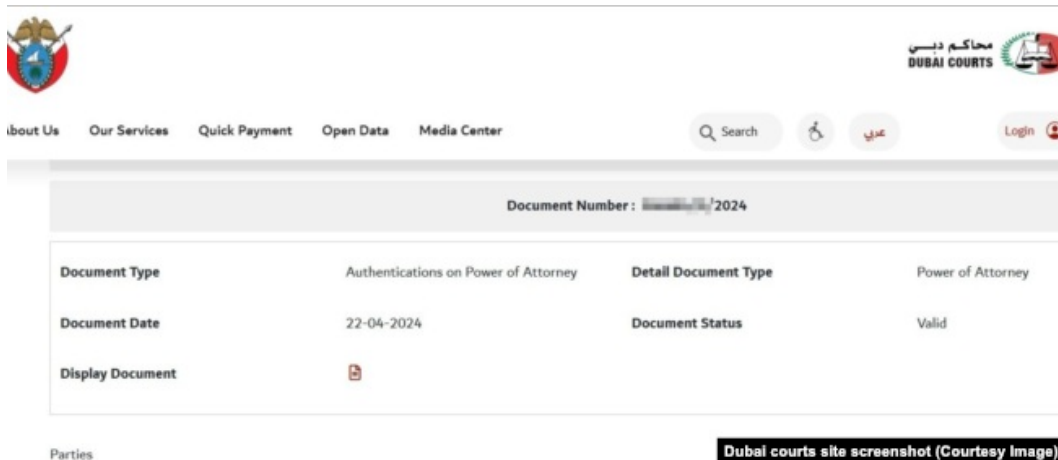 محاكم دبي
DUBAI COURTS
bout Us Our Services Quick Payment Open Data Media Center Search عربي Login
Document Number : /2024
Document Type Authentications on Power of Attorney Detail Document Type Power of Attorney
Document Date 22-04-2024 Document Status Valid
Display Document
Parties
Dubai courts site screenshot (Courtesy Image)